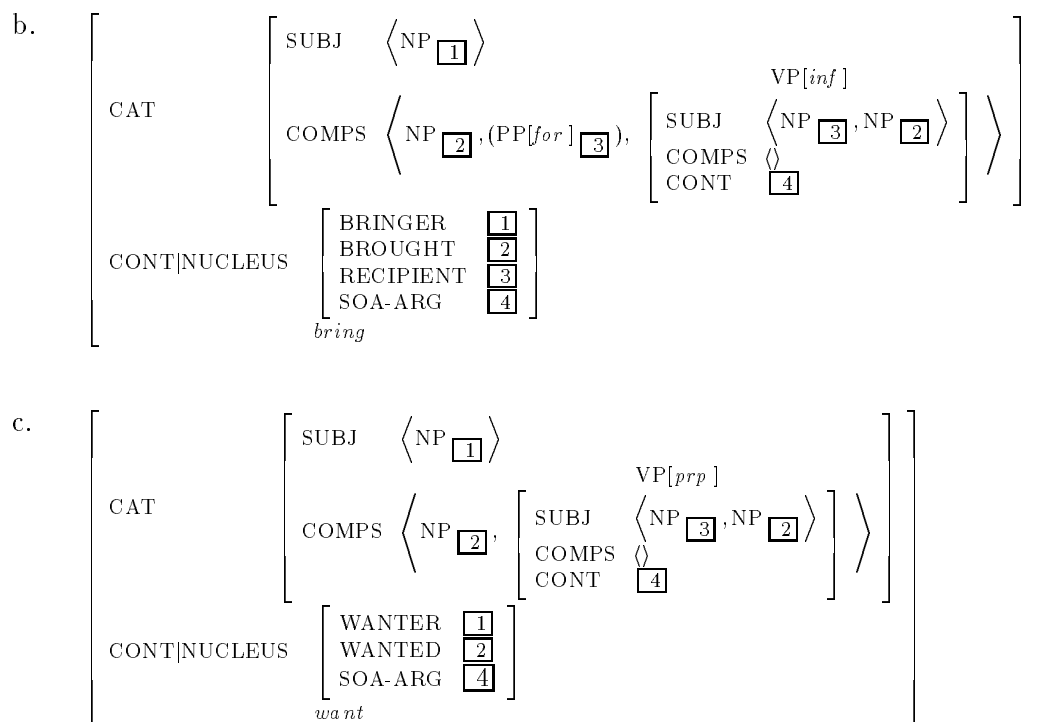 b.
SUBJ ⟨NP 1⟩
VP[inf]
CAT
COMPS ⟨NP 2, (PP[for] 3), SUBJ ⟨NP 3, NP 2⟩
COMPS ⟨⟩
CONT 4 ⟩
CONT|NUCLEUS
BRINGER 1
BROUGHT 2
RECIPIENT 3
SOA-ARG 4
bring
c.
SUBJ ⟨NP 1⟩
VP[prp]
CAT
COMPS ⟨NP 2, SUBJ ⟨NP 3, NP 2⟩
COMPS ⟨⟩
CONT 4 ⟩
CONT|NUCLEUS
WANTER 1
WANTED 2
SOA-ARG 4
want